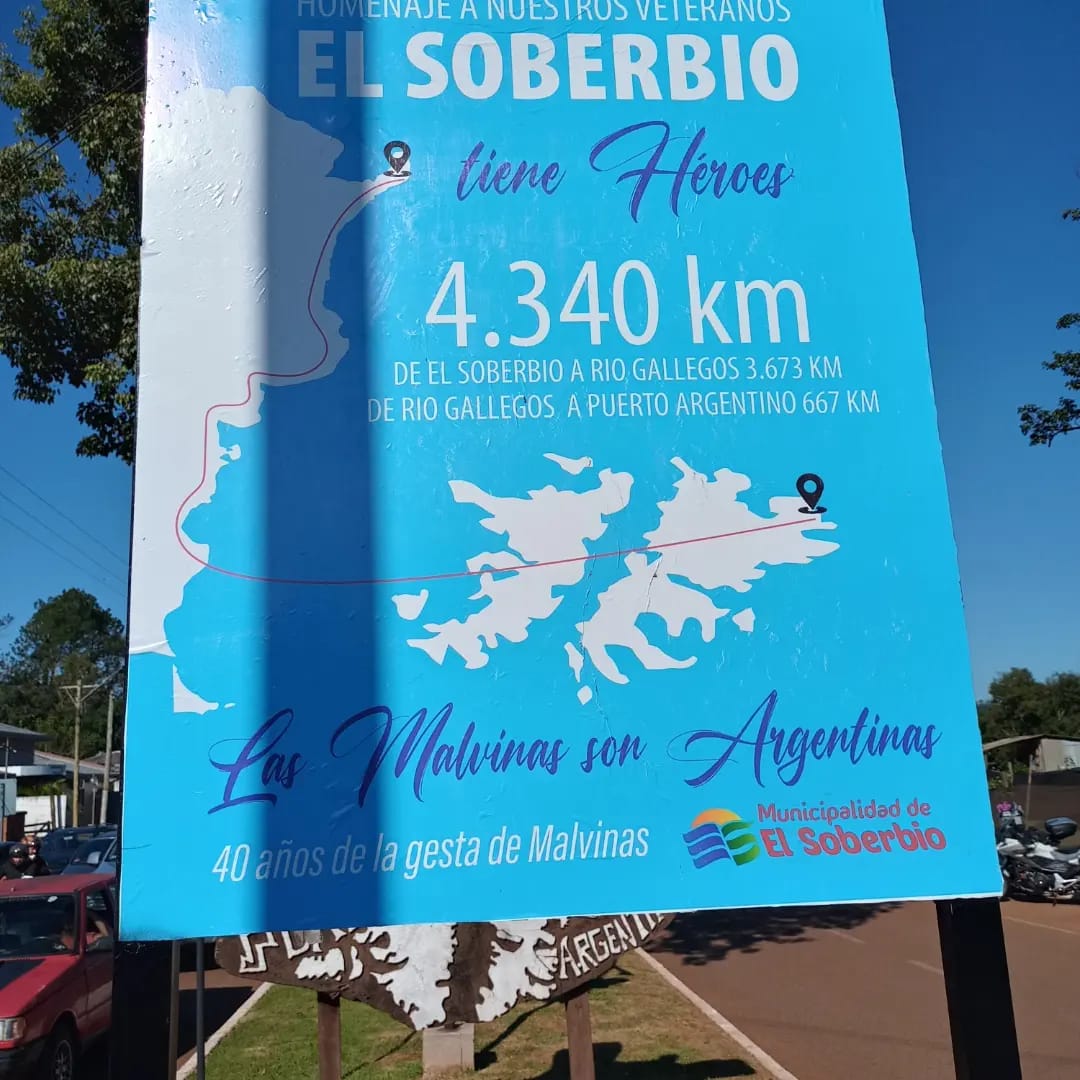 HOMENAJE A NUESTROS VETERANOS
EL SOBERBIO
tiene Héroes
4.340 km
DE EL SOBERBIO A RIO GALLEGOS 3.673 KM
DE RIO GALLEGOS A PUERTO ARGENTINO 667 KM
Las Malvinas son Argentinas
40 años de la gesta de Malvinas
Municipalidad de
El Soberbio